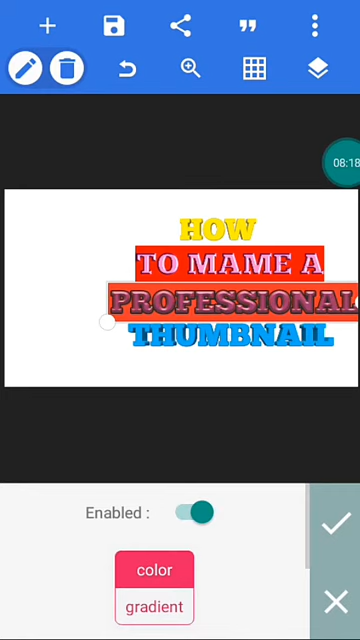 08:18
HOW
TO MAME A
PROFESSIONAL
THUMBNAIL
Enabled :
color
gradient